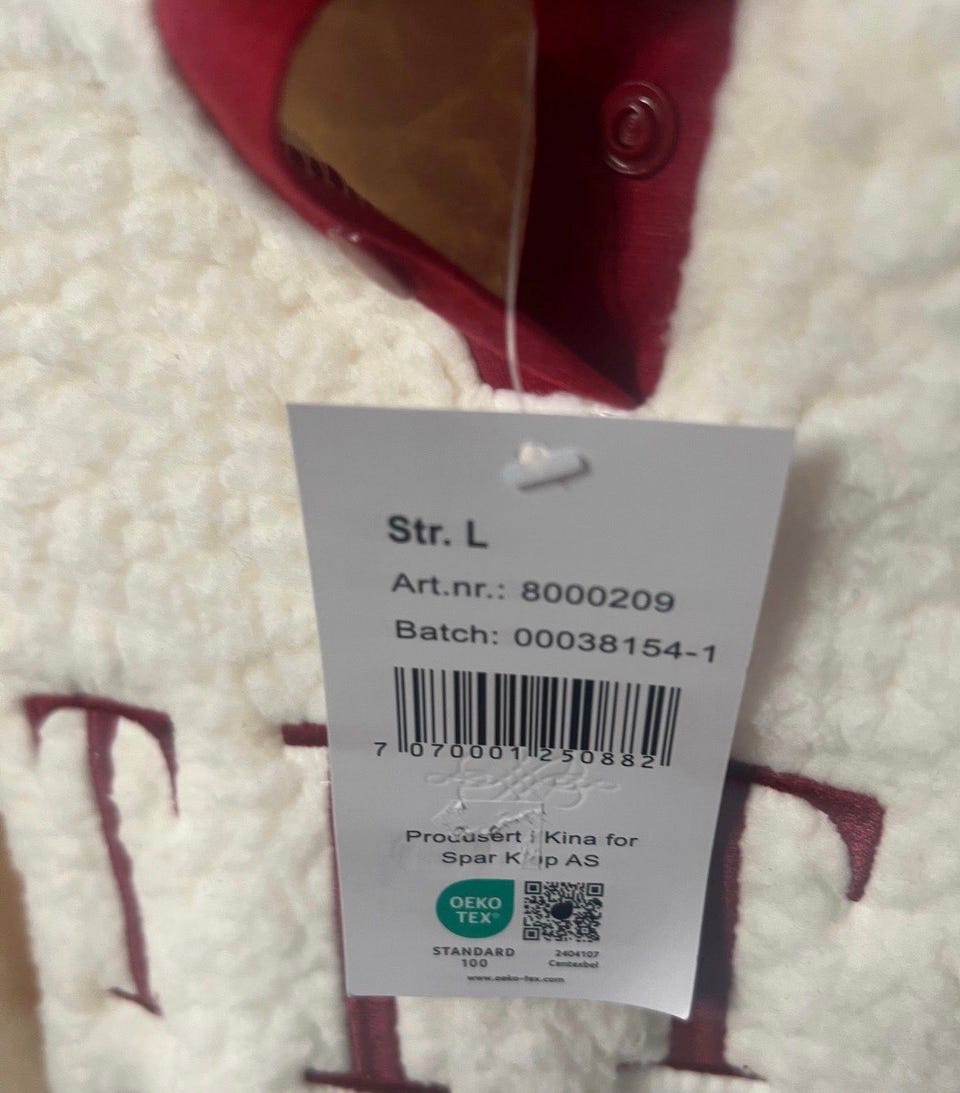 Str. L
Art.nr.: 8000209
Batch: 00038154-1
7 070001 250882
Produsert i Kina for
Spar Kjøp AS
OEKO
TEX®
STANDARD
100
2404107
Centexbel
www.oeko-tex.com
T
T